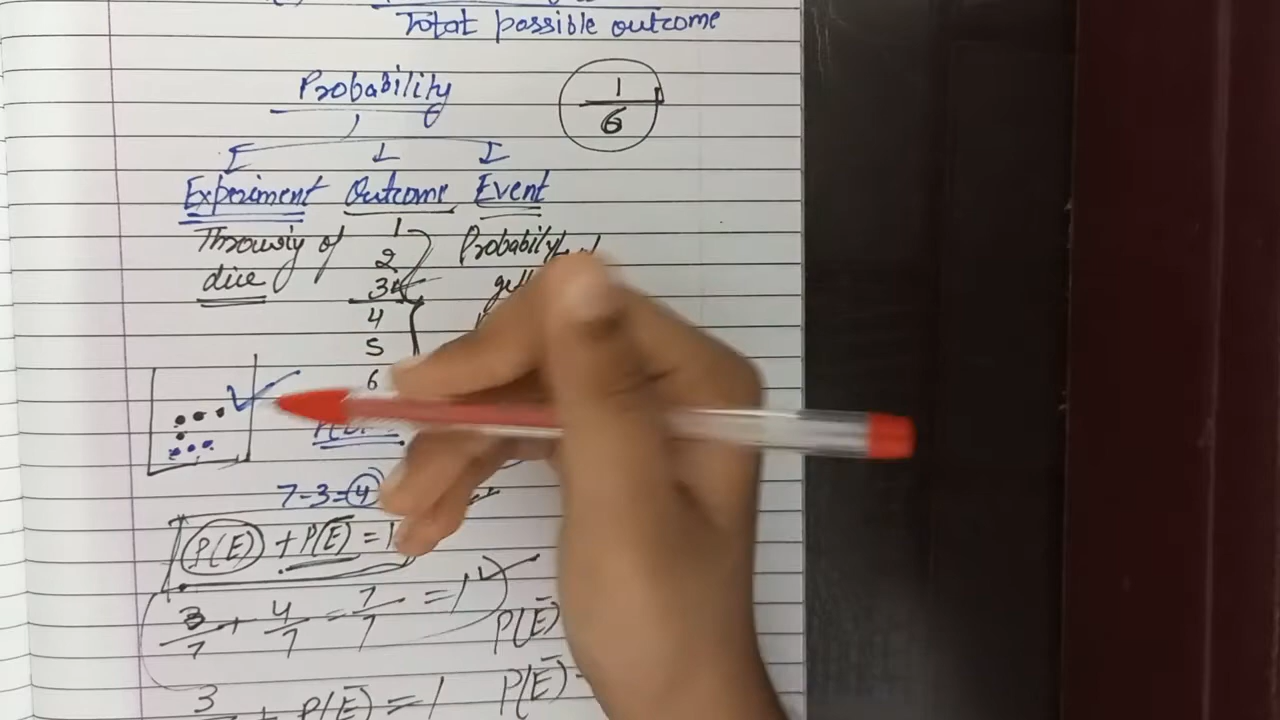 Total possible outcome
Probability
1
6
Experiment Outcome Event
Throwing of
dice
1
2
3
4
5
6
7-3=4
P(E) + P(Ē) = 1
3/7 + 4/7 = 7/7 = 1
P(Ē)
3
+ P(Ē) = 1
P(Ē)